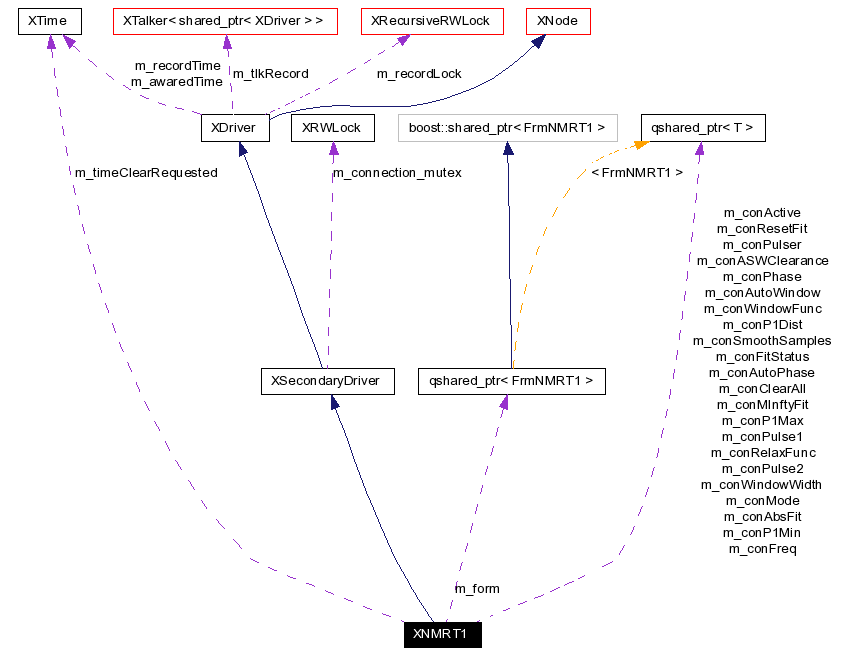 XTime
XTalker< shared_ptr< XDriver > >
XRecursiveRWLock
XNode
m_recordTime
m_awaredTime
m_tlkRecord
m_recordLock
XDriver
XRWLock
boost::shared_ptr< FrmNMRT1 >
qshared_ptr< T >
m_timeClearRequested
m_connection_mutex
< FrmNMRT1 >
m_conActive
m_conResetFit
m_conPulser
m_conASWClearance
m_conPhase
m_conAutoWindow
m_conWindowFunc
m_conP1Dist
m_conSmoothSamples
m_conFitStatus
m_conAutoPhase
m_conClearAll
m_conMInftyFit
m_conP1Max
m_conPulse1
m_conRelaxFunc
m_conPulse2
m_conWindowWidth
m_conMode
m_conAbsFit
m_conP1Min
m_conFreq
XSecondaryDriver
qshared_ptr< FrmNMRT1 >
m_form
XNMRT1